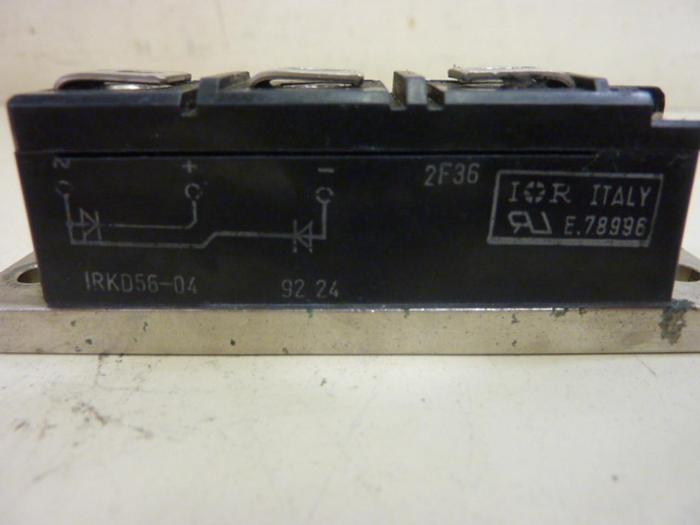 ~ + -
2F36
IOR ITALY
E.78996
IRKD56-04
92 24